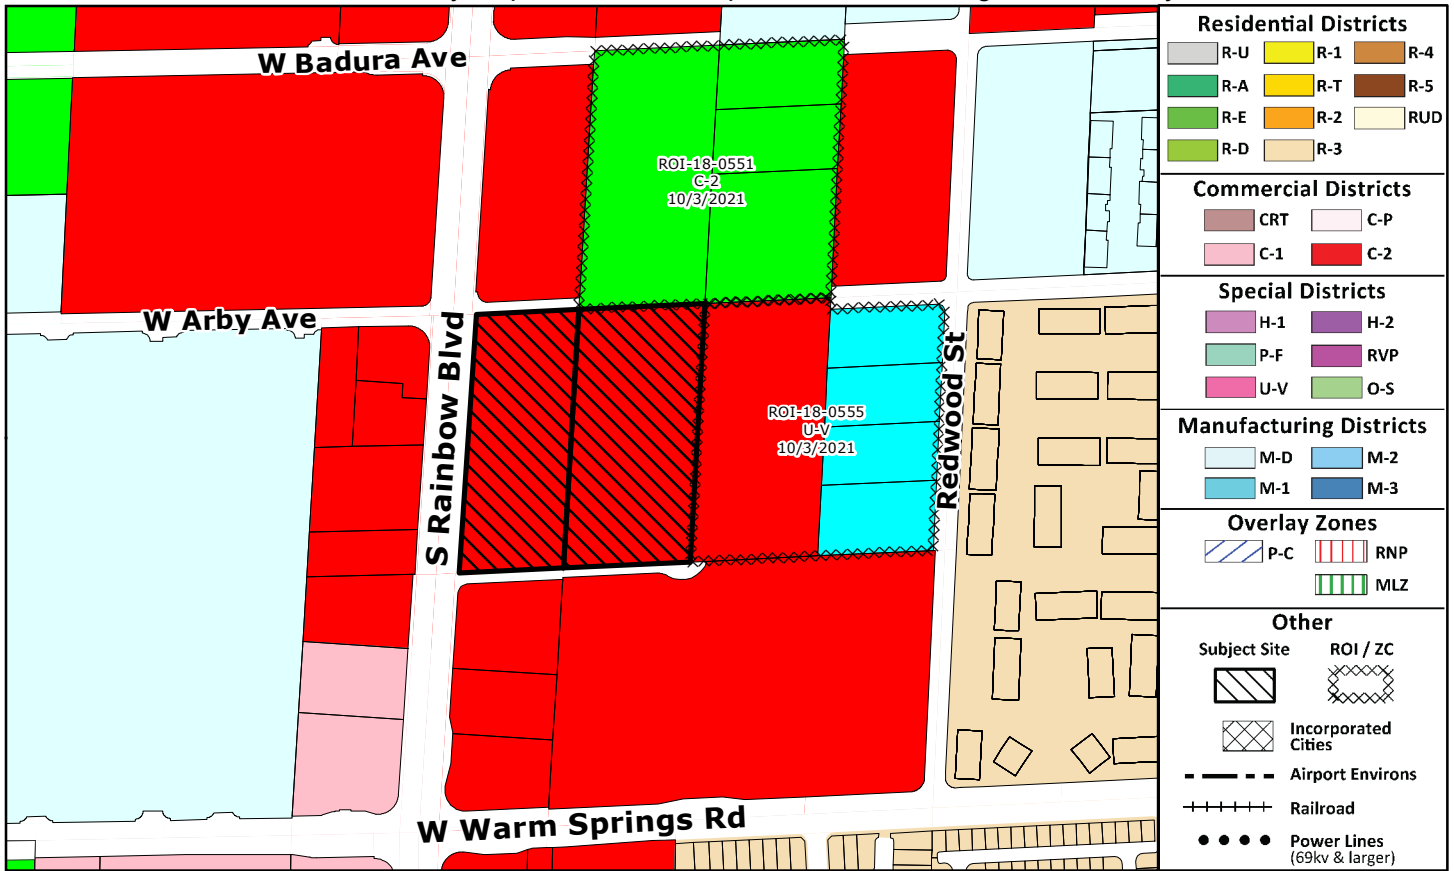 W Badura Ave
ROI-18-0551
C-2
10/3/2021
W Arby Ave
S Rainbow Blvd
Redwood St
ROI-18-0555
U-V
10/3/2021
W Warm Springs Rd
Residential Districts
R-U R-1 R-4
R-A R-T R-5
R-E R-2 RUD
R-D R-3
Commercial Districts
CRT C-P
C-1 C-2
Special Districts
H-1 H-2
P-F RVP
U-V O-S
Manufacturing Districts
M-D M-2
M-1 M-3
Overlay Zones
P-C RNP
MLZ
Other
Subject Site ROI / ZC
Incorporated
Cities
Airport Environs
Railroad
Power Lines
(69kv & larger)